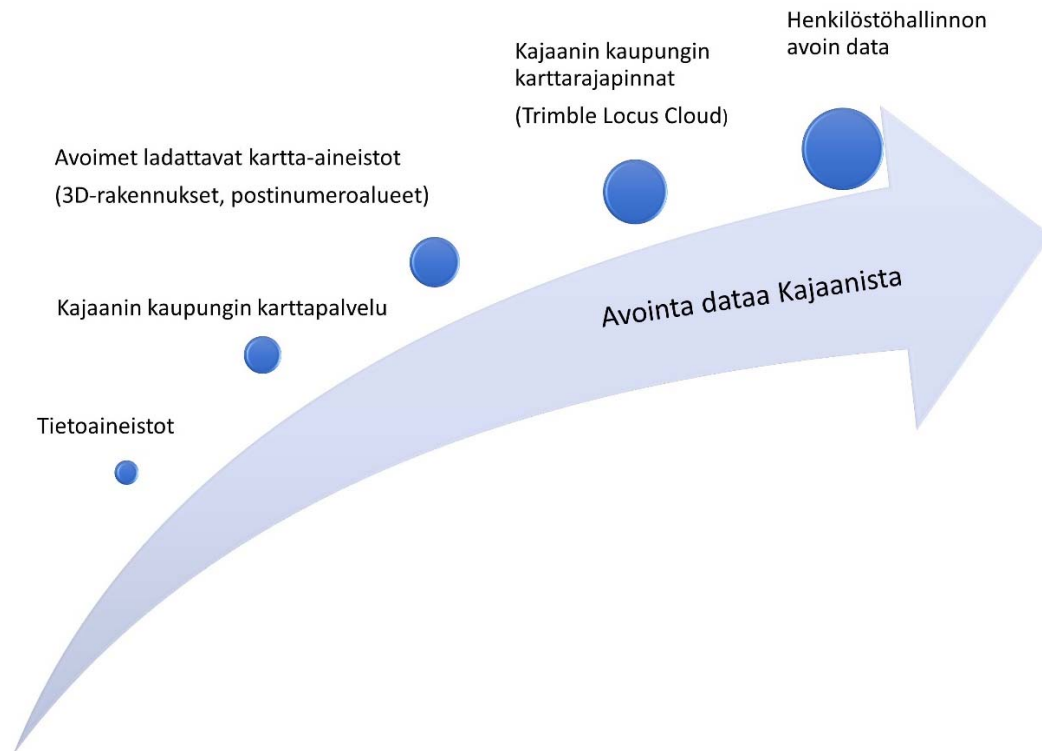 Henkilöstöhallinnon
avoin data
Kajaanin kaupungin
karttarajapinnat
(Trimble Locus Cloud)
Avoimet ladattavat kartta-aineistot
(3D-rakennukset, postinumeroalueet)
Kajaanin kaupungin karttapalvelu
Tietoaineistot
Avointa dataa Kajaanista